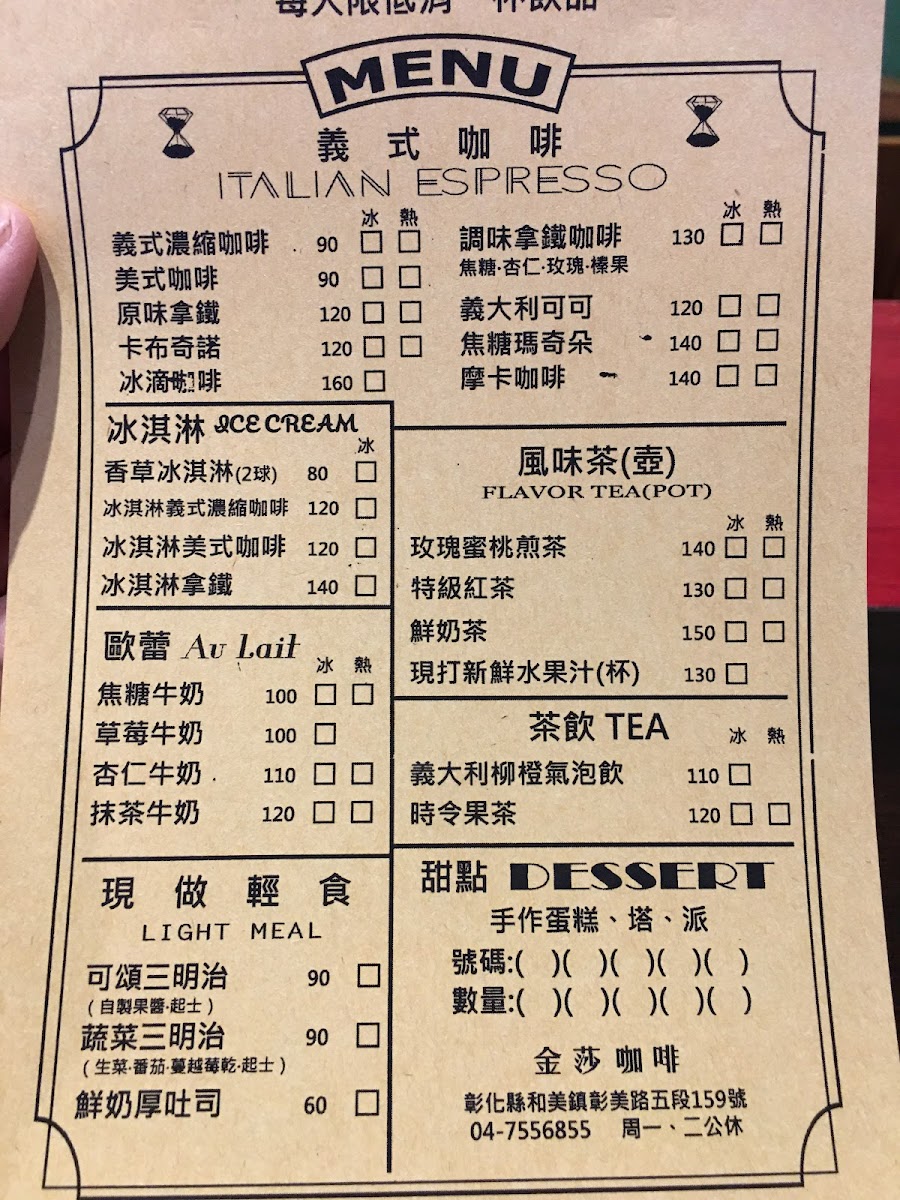 每人限低消一杯飲品
MENU
義式咖啡
ITALIAN ESPRESSO
冰 熱
義式濃縮咖啡 90 □ □
美式咖啡 90 □ □
原味拿鐵 120 □ □
卡布奇諾 120 □ □
冰滴咖啡 160 □
冰 熱
調味拿鐵咖啡 130 □ □
焦糖·杏仁·玫瑰·榛果
義大利可可 120 □ □
焦糖瑪奇朵 140 □ □
摩卡咖啡 140 □ □
冰淇淋 ICE CREAM
冰
香草冰淇淋(2球) 80 □
冰淇淋義式濃縮咖啡 120 □
冰淇淋美式咖啡 120 □
冰淇淋拿鐵 140 □
歐蕾 Au Lait
冰 熱
焦糖牛奶 100 □ □
草莓牛奶 100 □
杏仁牛奶 110 □ □
抹茶牛奶 120 □ □
現做輕食
LIGHT MEAL
可頌三明治 90 □
(自製果醬·起士)
蔬菜三明治 90 □
(生菜·番茄·蔓越莓乾·起士)
鮮奶厚吐司 60 □
風味茶(壺)
FLAVOR TEA(POT)
冰 熱
玫瑰蜜桃煎茶 140 □ □
特級紅茶 130 □ □
鮮奶茶 150 □ □
現打新鮮水果汁(杯) 130 □
茶飲 TEA
冰 熱
義大利柳橙氣泡飲 110 □
時令果茶 120 □ □
甜點 DESSERT
手作蛋糕、塔、派
號碼:( )( )( )( )( )
數量:( )( )( )( )( )
金莎咖啡
彰化縣和美鎮彰美路五段159號
04-7556855 周一、二公休